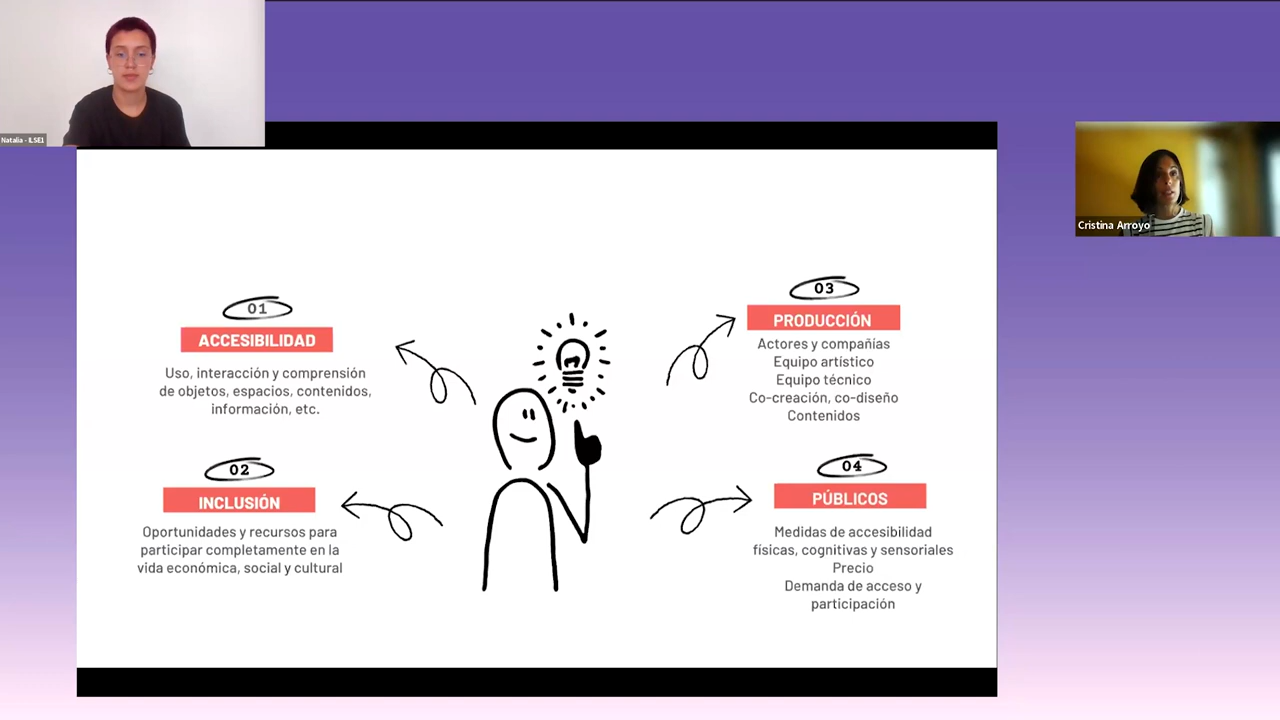 Natalia - ILSE1
Cristina Arroyo
01
ACCESIBILIDAD
Uso, interacción y comprensión
de objetos, espacios, contenidos,
información, etc.
02
INCLUSIÓN
Oportunidades y recursos para
participar completamente en la
vida económica, social y cultural
03
PRODUCCIÓN
Actores y compañías
Equipo artístico
Equipo técnico
Co-creación, co-diseño
Contenidos
04
PÚBLICOS
Medidas de accesibilidad
físicas, cognitivas y sensoriales
Precio
Demanda de acceso y
participación